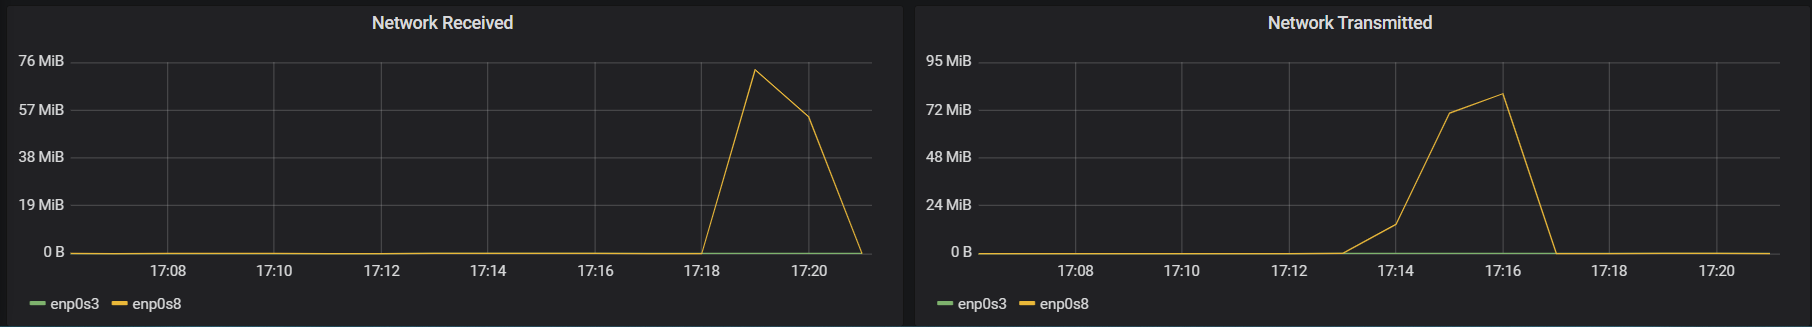 Network Received
76 MiB
57 MiB
38 MiB
19 MiB
0 B
17:08 17:10 17:12 17:14 17:16 17:18 17:20
enp0s3 enp0s8
Network Transmitted
95 MiB
72 MiB
48 MiB
24 MiB
0 B
17:08 17:10 17:12 17:14 17:16 17:18 17:20
enp0s3 enp0s8